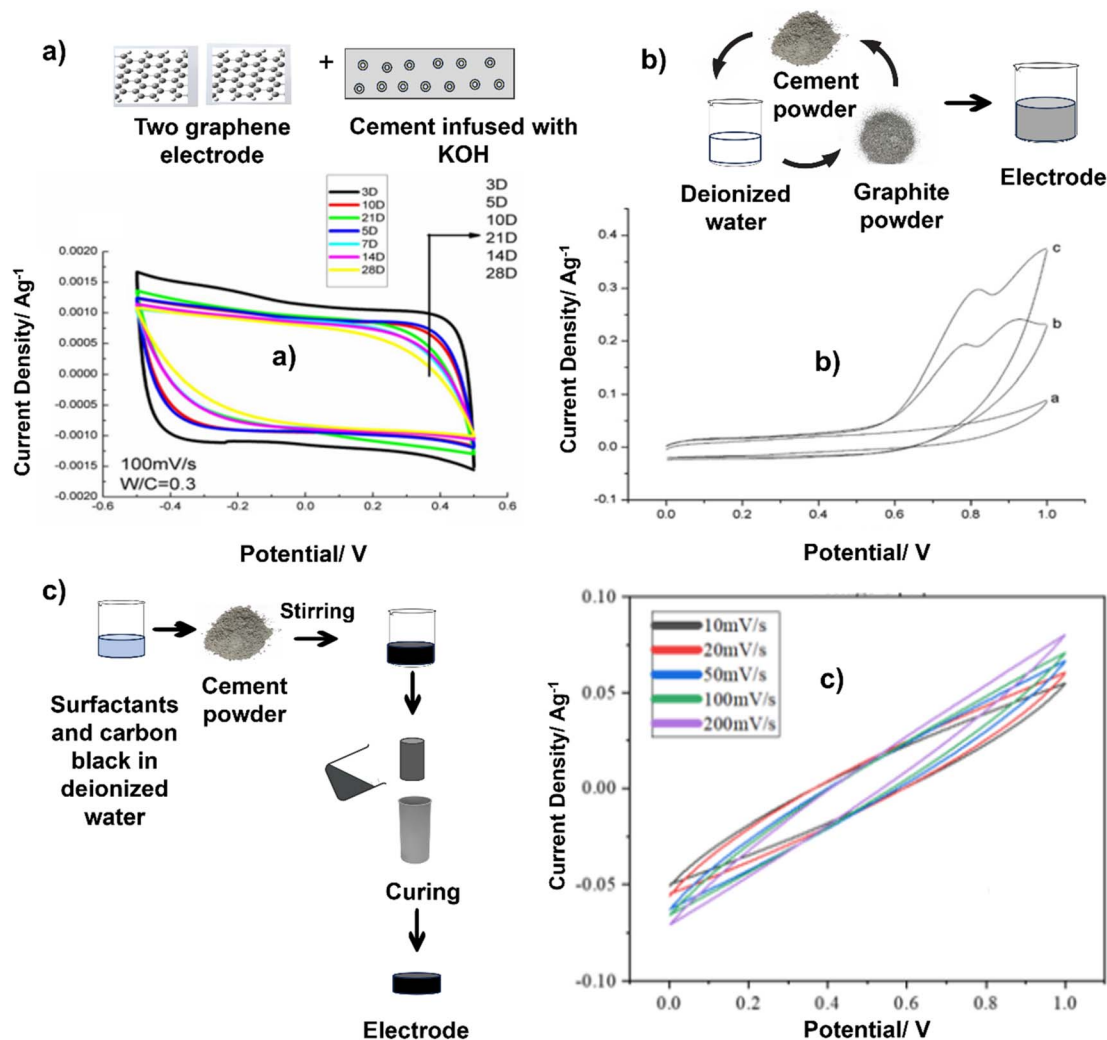 a)
+
Two graphene
electrode
Cement infused with
KOH
3D
10D
21D
5D
7D
14D
28D
3D
5D
10D
21D
14D
28D
Current Density/ Ag⁻¹
0.0020
0.0015
0.0010
0.0005
0.0000
-0.0005
-0.0010
-0.0015
-0.0020
a)
100mV/s
W/C=0.3
-0.6
-0.4
-0.2
0.0
0.2
0.4
0.6
Potential/ V
b)
Cement
powder
Deionized
water
Graphite
powder
Electrode
Current Density/ Ag⁻¹
0.4
0.3
0.2
0.1
0.0
-0.1
c
b
a
b)
0.0
0.2
0.4
0.6
0.8
1.0
Potential/ V
c)
Stirring
Surfactants
and carbon
black in
deionized
water
Cement
powder
Curing
Electrode
Current Density/ Ag⁻¹
0.10
0.05
0.00
-0.05
-0.10
10mV/s
20mV/s
50mV/s
100mV/s
200mV/s
c)
0.0
0.2
0.4
0.6
0.8
1.0
Potential/ V